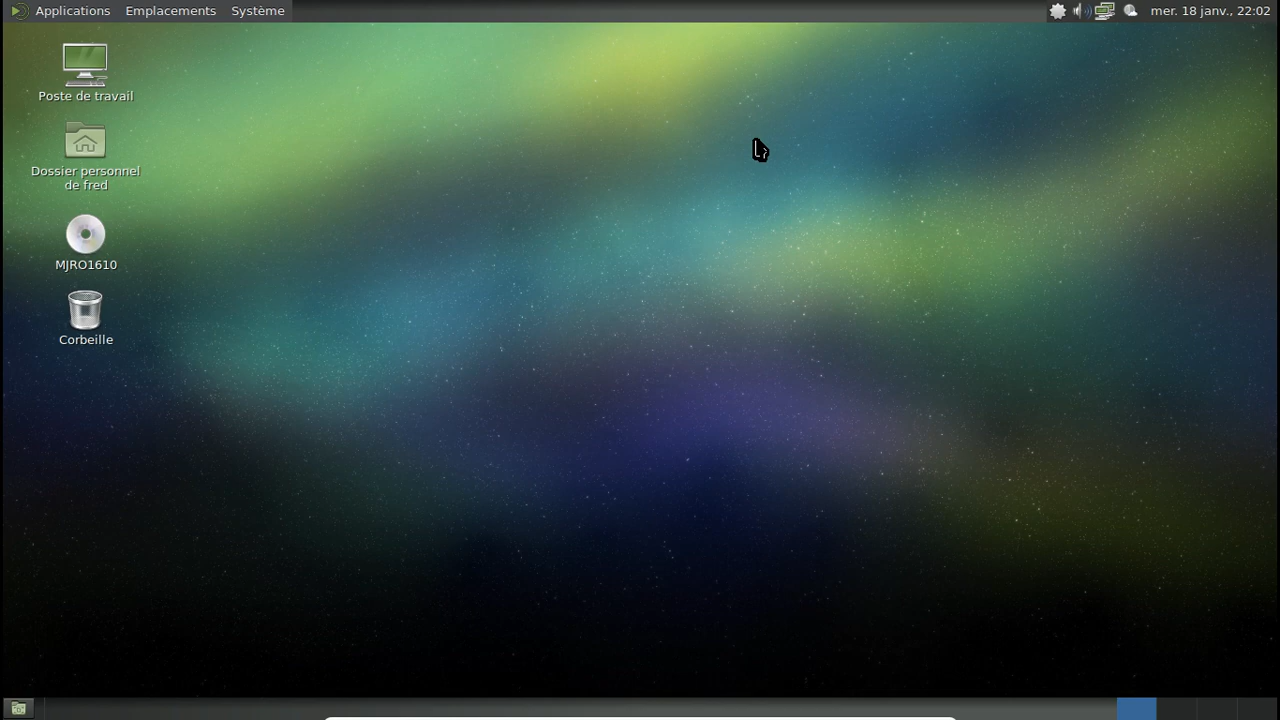 Applications Emplacements Système mer. 18 janv., 22:02
Poste de travail
Dossier personnel
de fred
MJRO1610
Corbeille